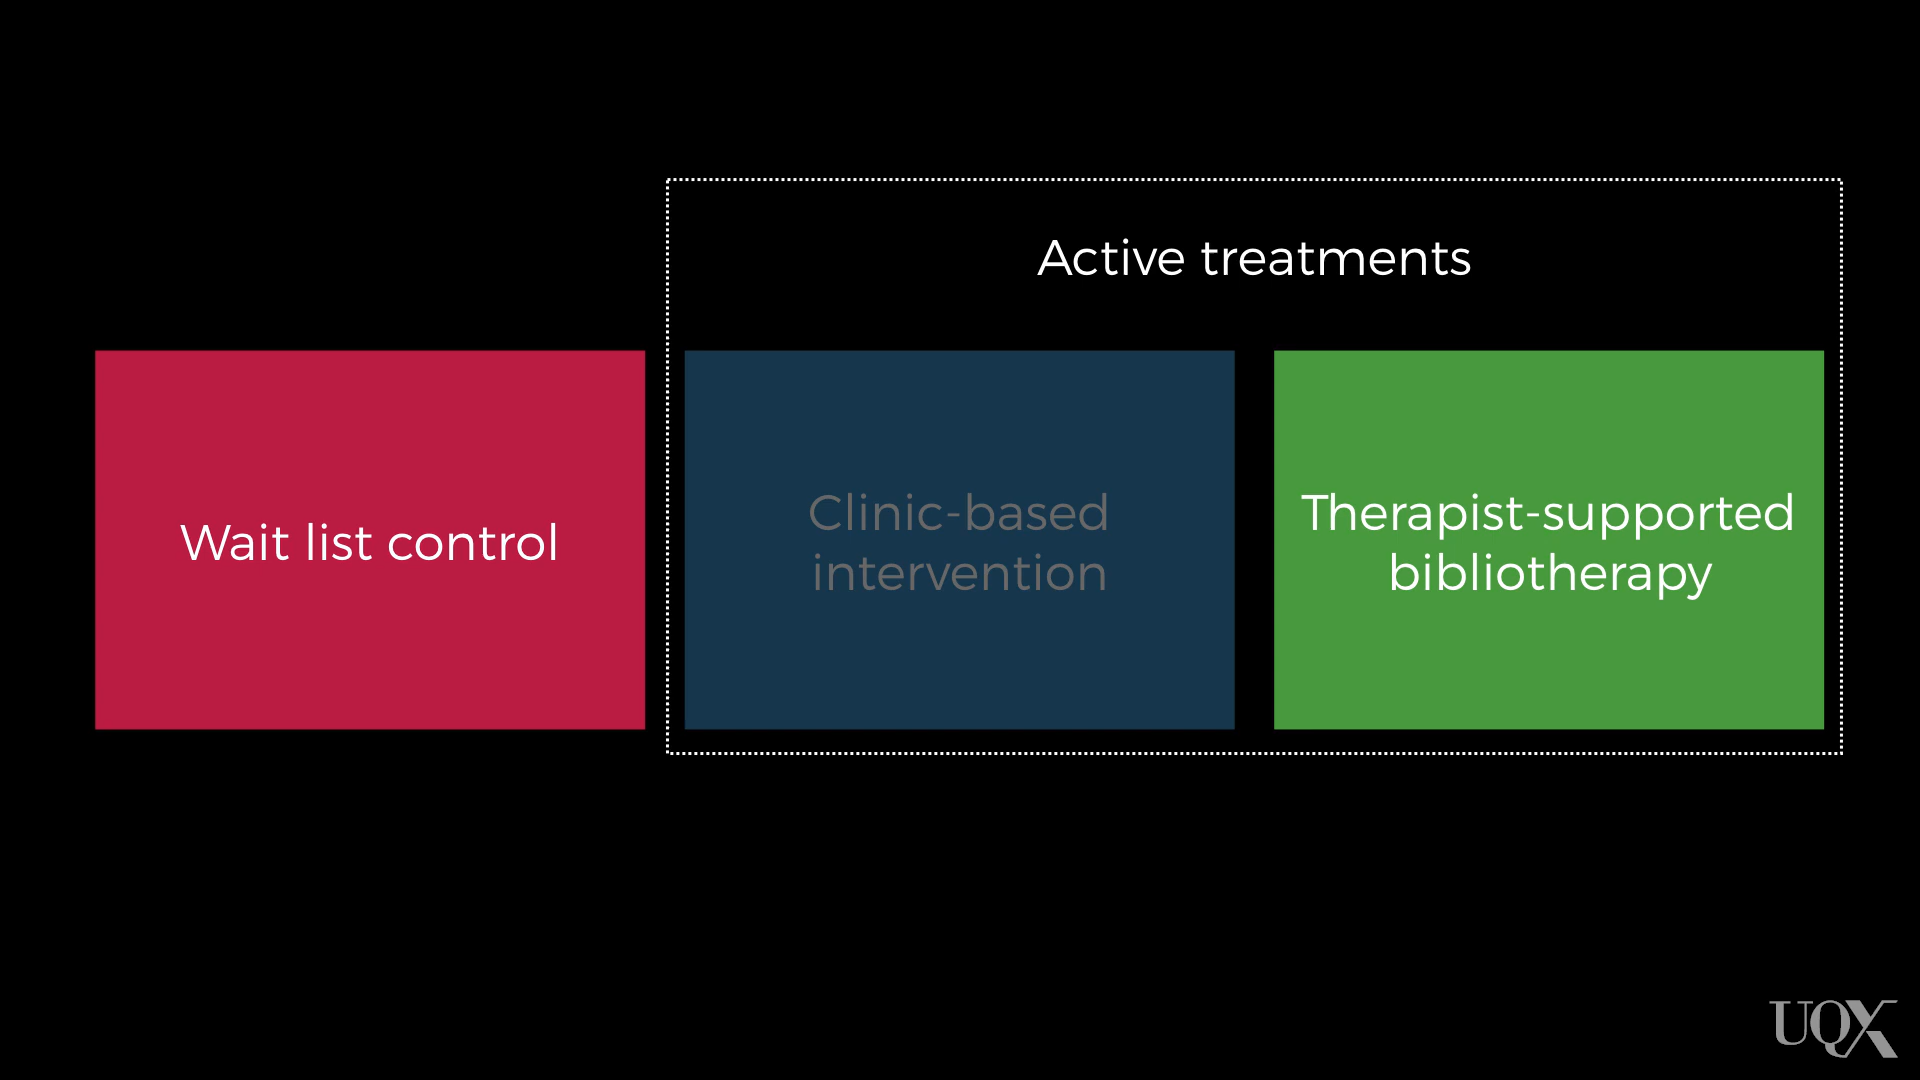 Active treatments
Wait list control
Clinic-based
intervention
Therapist-supported
bibliotherapy
UQX